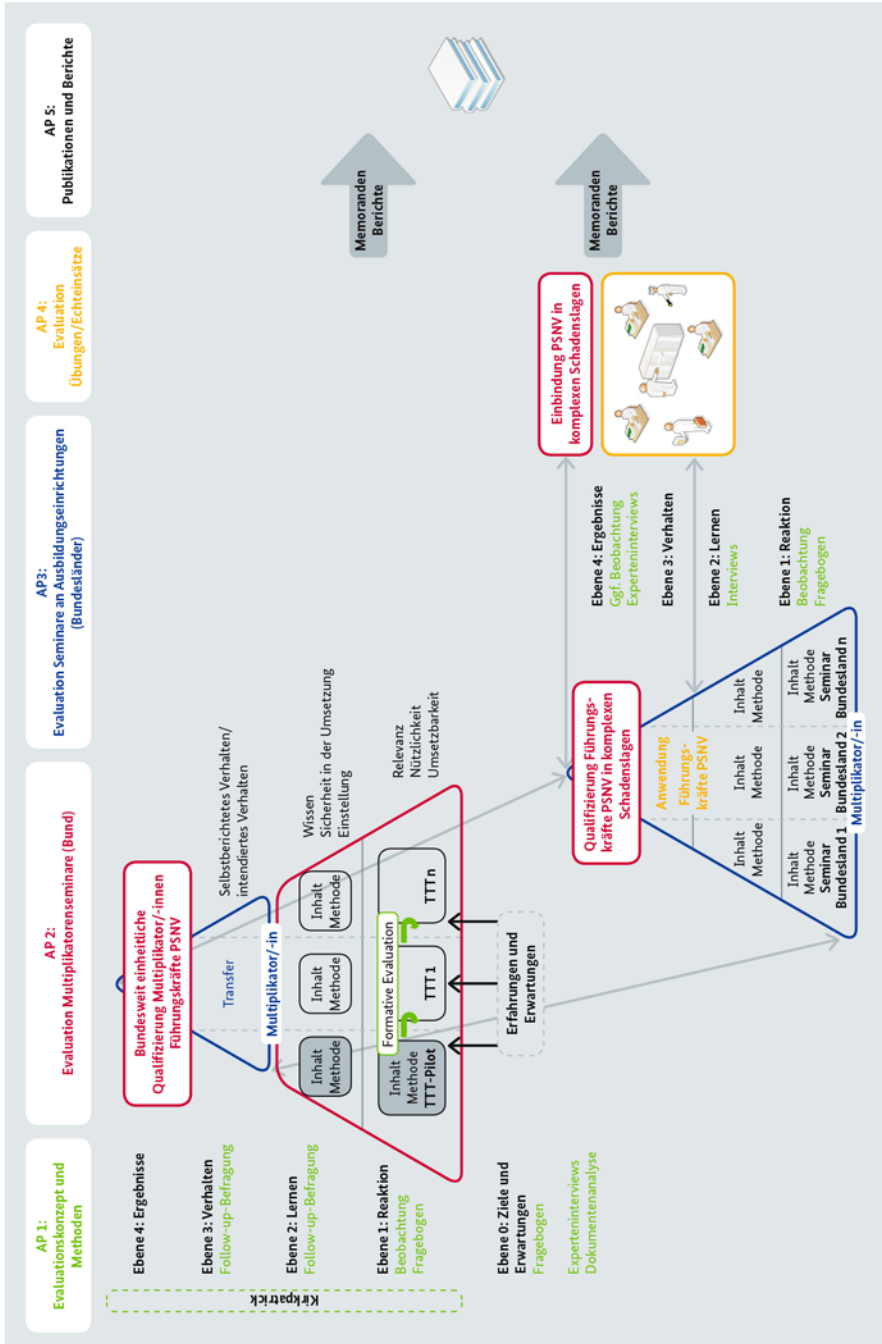 AP 1:
Evaluationskonzept und
Methoden
AP 2:
Evaluation Multiplikatorenseminare (Bund)
AP3:
Evaluation Seminare an Ausbildungseinrichtungen
(Bundesländer)
AP 4:
Evaluation
Übungen/Echteinsätze
AP 5:
Publikationen und Berichte
Kirkpatrick
Ebene 4: Ergebnisse
Ebene 3: Verhalten
Follow-up-Befragung
Ebene 2: Lernen
Follow-up-Befragung
Ebene 1: Reaktion
Beobachtung
Fragebogen
Ebene 0: Ziele und
Erwartungen
Fragebogen
Experteninterviews
Dokumentenanalyse
Bundesweit einheitliche
Qualifizierung Multiplikator/-innen
Führungskräfte PSNV
Transfer
Multiplikator/-in
Selbstberichtetes Verhalten/
intendiertes Verhalten
Inhalt
Methode
Inhalt
Methode
Inhalt
Methode
Wissen
Sicherheit in der Umsetzung
Einstellung
Formative Evaluation
Inhalt
Methode
TTT-Pilot
TTT1
TTTn
Relevanz
Nützlichkeit
Umsetzbarkeit
Erfahrungen und
Erwartungen
Qualifizierung Führungs-
kräfte PSNV in komplexen
Schadenslagen
Anwendung
Führungs-
kräfte PSNV
Inhalt
Methode
Inhalt
Methode
Inhalt
Methode
Inhalt
Methode
Seminar
Bundesland 1
Inhalt
Methode
Seminar
Bundesland 2
Inhalt
Methode
Seminar
Bundesland n
Multiplikator/-in
Ebene 4: Ergebnisse
Ggf. Beobachtung
Experteninterviews
Ebene 3: Verhalten
Ebene 2: Lernen
Interviews
Ebene 1: Reaktion
Beobachtung
Fragebogen
Einbindung PSNV in
komplexen Schadenslagen
Memoranden
Berichte
Memoranden
Berichte